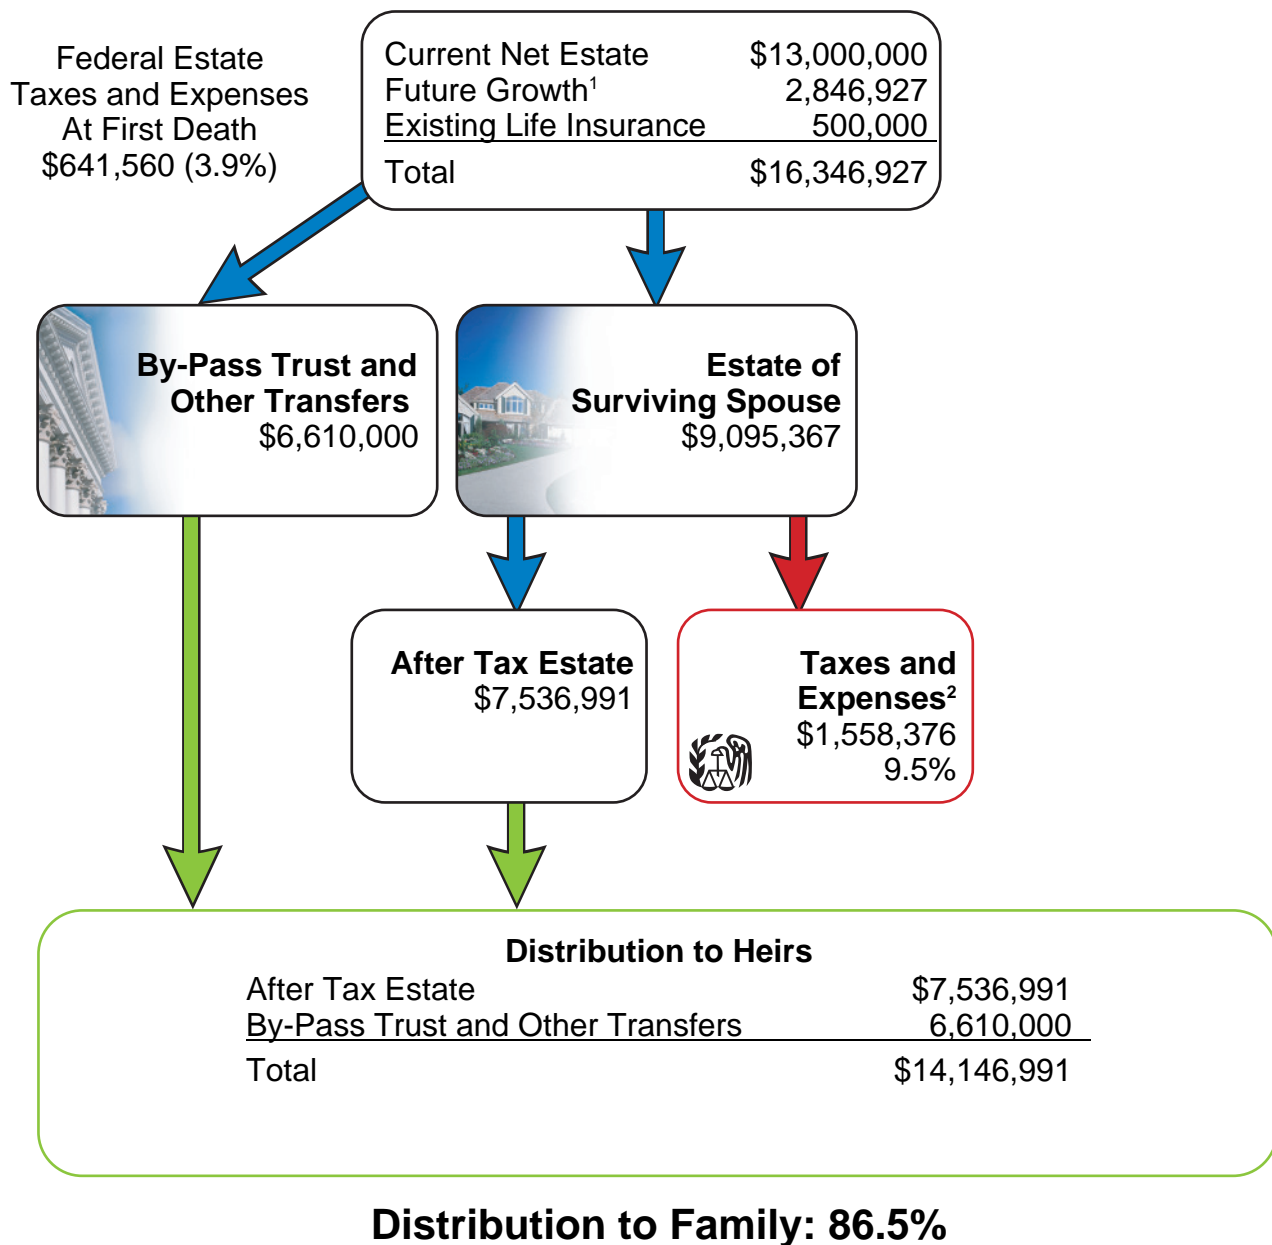 Federal Estate
Taxes and Expenses
At First Death
$641,560 (3.9%)
Current Net Estate $13,000,000
Future Growth¹ 2,846,927
Existing Life Insurance 500,000
Total $16,346,927
By-Pass Trust and
Other Transfers
$6,610,000
Estate of
Surviving Spouse
$9,095,367
After Tax Estate
$7,536,991
Taxes and
Expenses²
$1,558,376
9.5%
Distribution to Heirs
After Tax Estate $7,536,991
By-Pass Trust and Other Transfers 6,610,000
Total $14,146,991
Distribution to Family: 86.5%